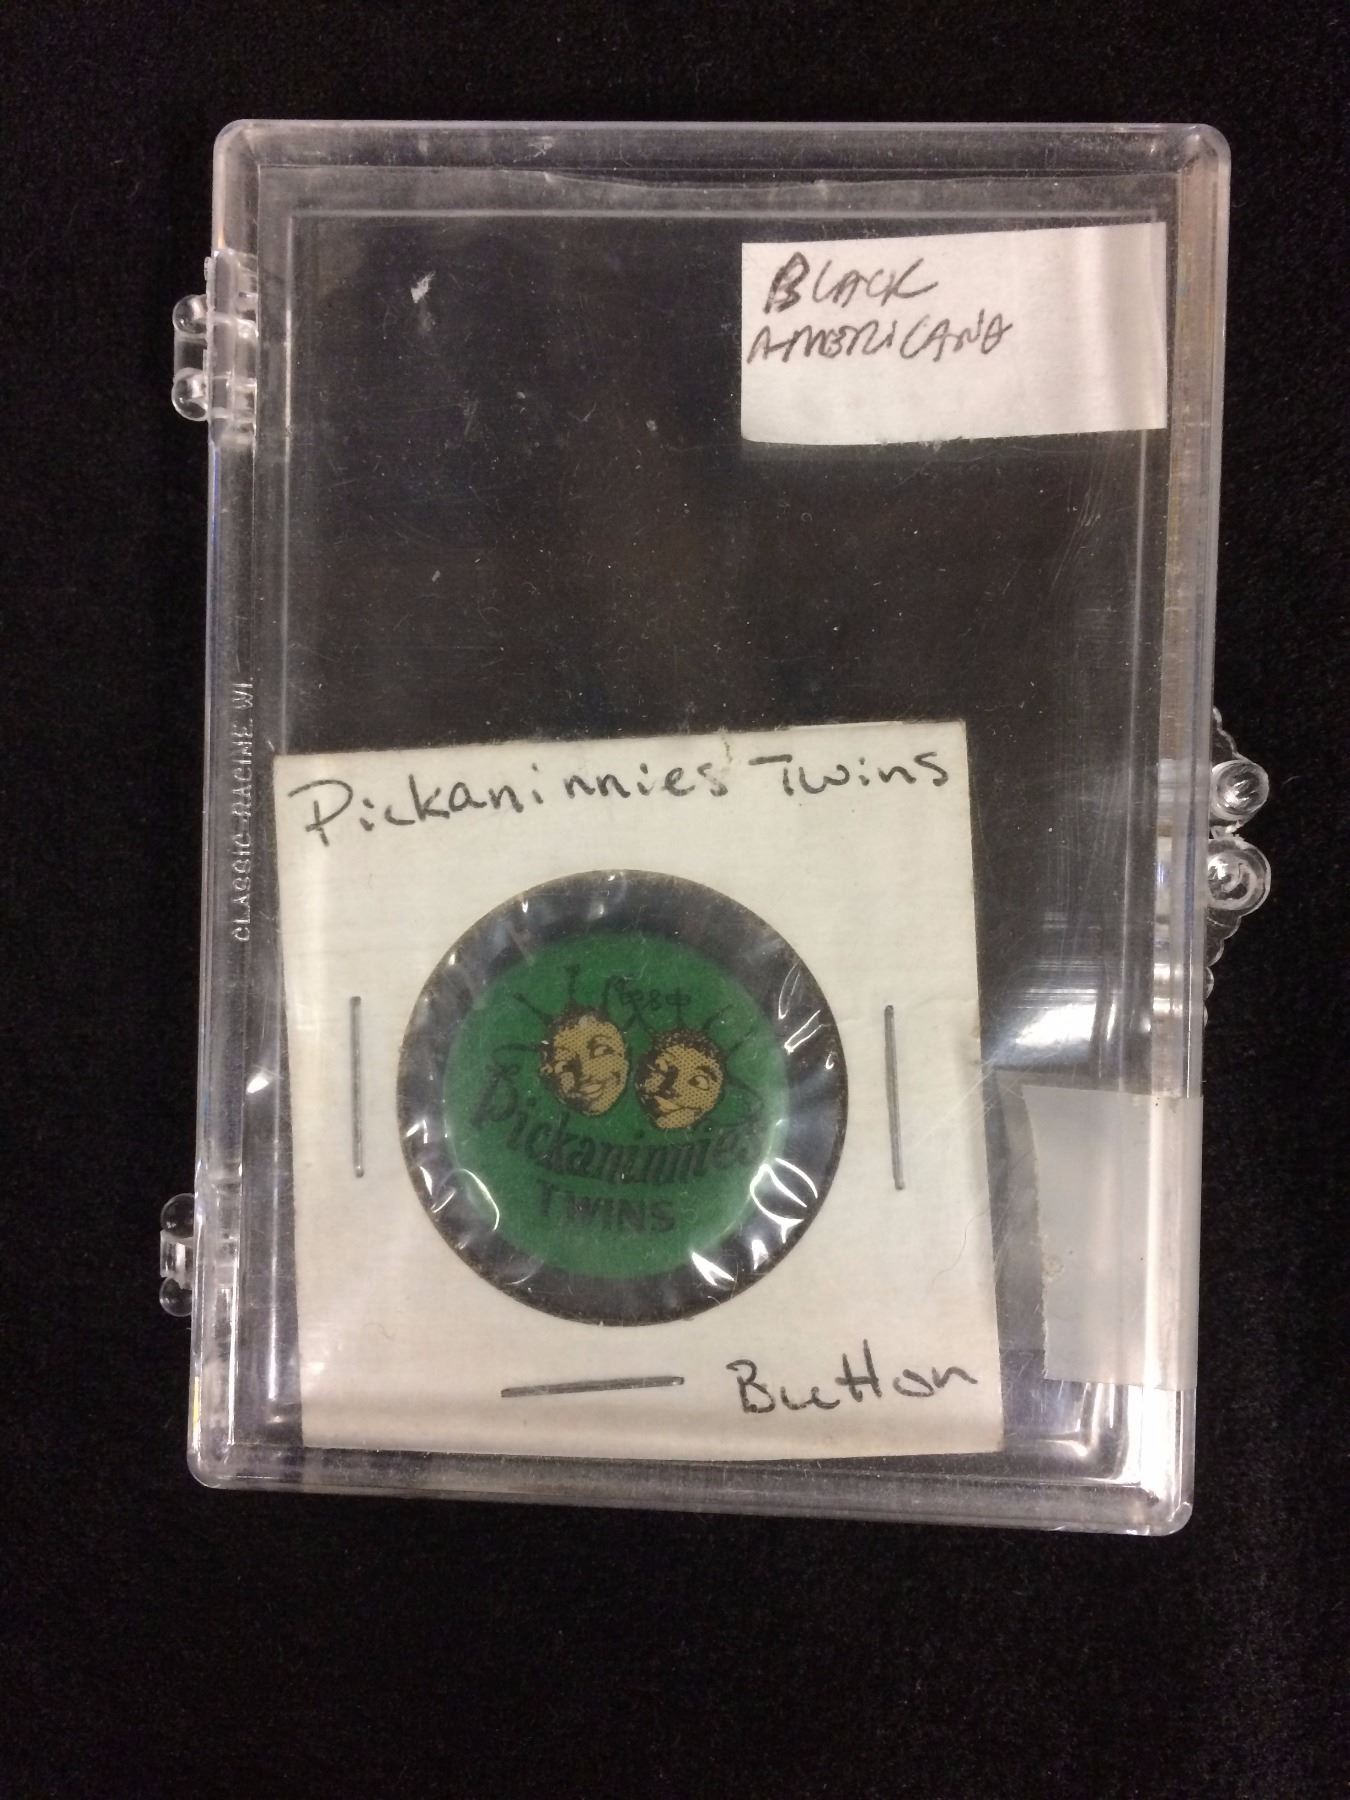 BLACK
AMERICANA
CLASSIC RACINE WI.
Pickaninnies Twins
Pickaninnies
TWINS
Button